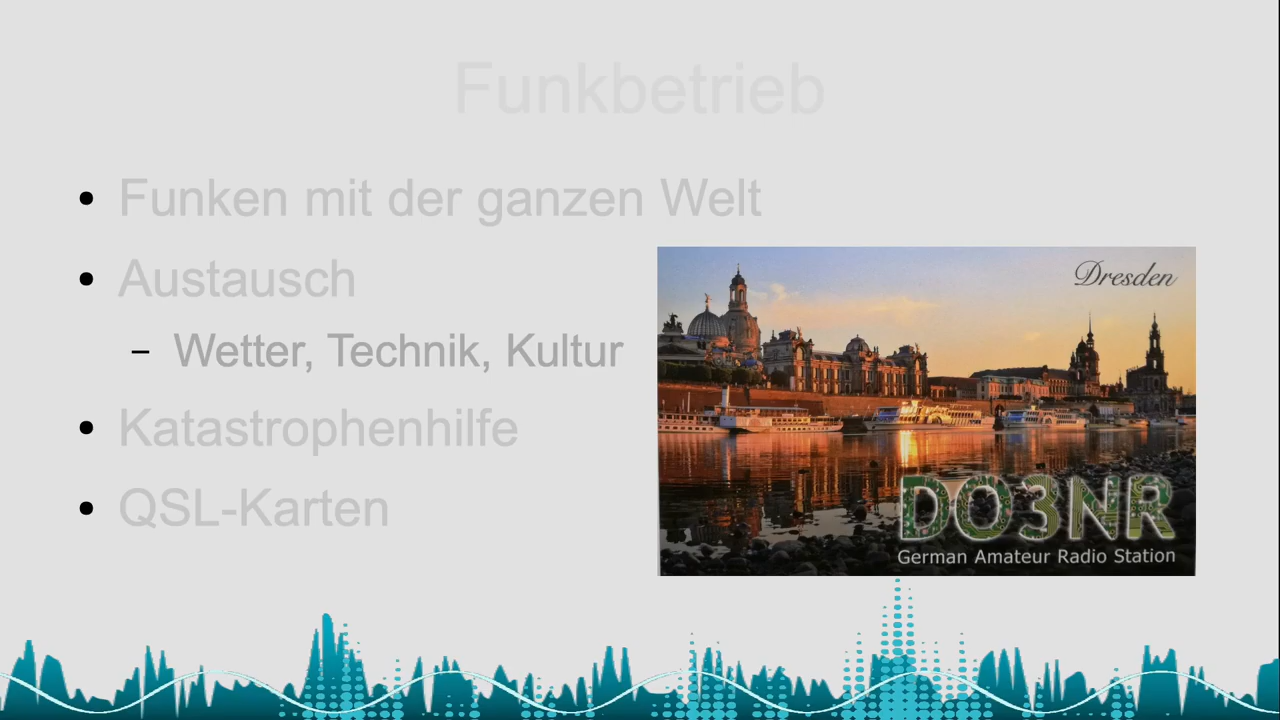 Funkbetrieb
• Funken mit der ganzen Welt
• Austausch
– Wetter, Technik, Kultur
• Katastrophenhilfe
• QSL-Karten
Dresden
DO3NR
German Amateur Radio Station